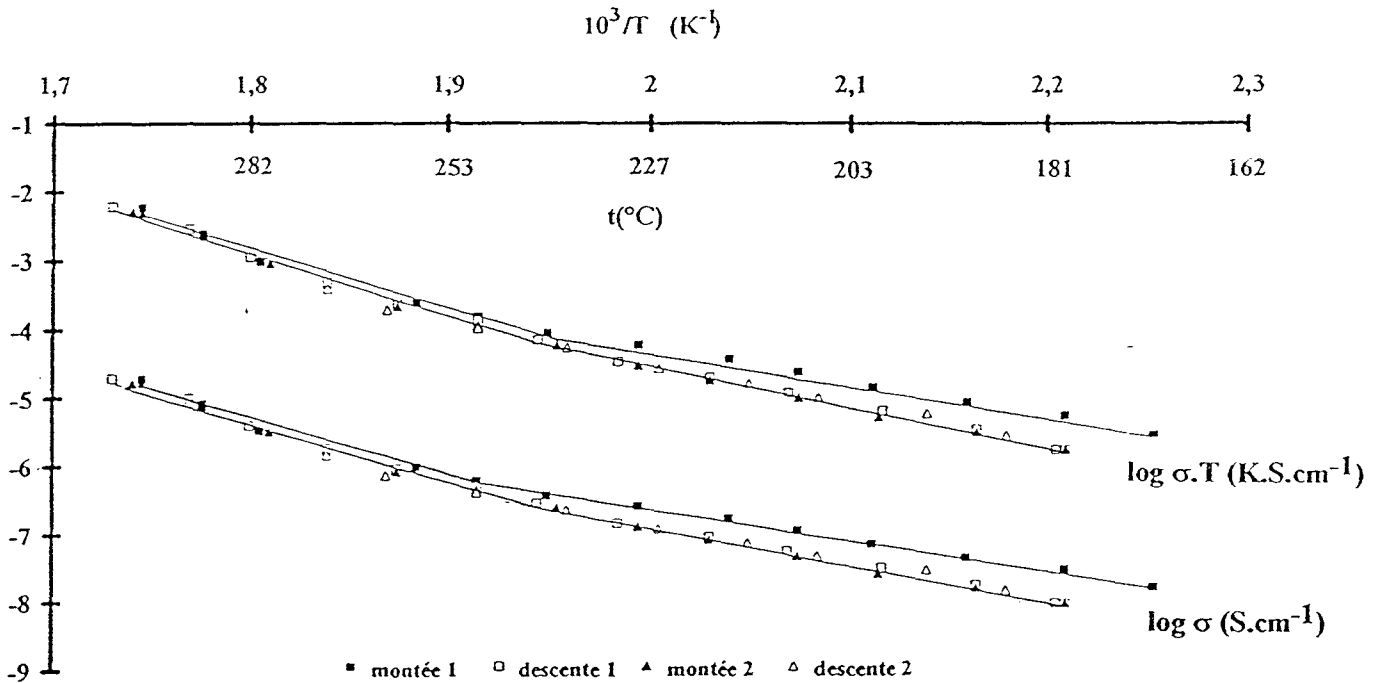 10³/T (K⁻¹)
1,7 1,8 1,9 2 2,1 2,2 2,3
-1
282 253 227 203 181 162
-2
t(°C)
-3
-4
-5
log σ.T (K.S.cm⁻¹)
-6
-7
-8
log σ (S.cm⁻¹)
-9
montée 1 descente 1 montée 2 descente 2